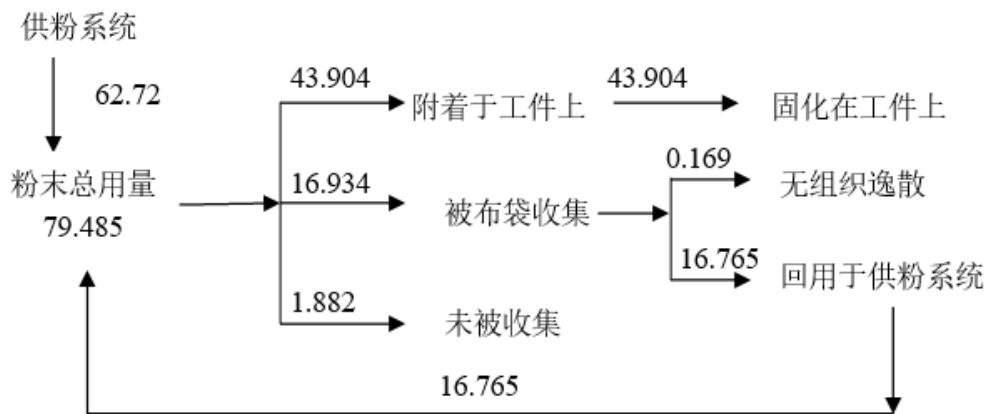 供粉系统
62.72
粉末总用量
79.485
43.904
附着于工件上
43.904
固化在工件上
16.934
被布袋收集
0.169
无组织逸散
16.765
回用于供粉系统
1.882
未被收集
16.765